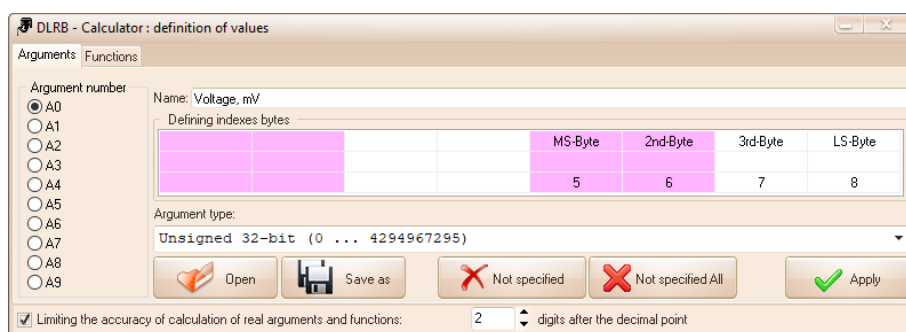 DLRB - Calculator : definition of values
Arguments Functions
Argument number
A0
A1
A2
A3
A4
A5
A6
A7
A8
A9
Name: Voltage, mV
Defining indexes bytes
MS-Byte 2nd-Byte 3rd-Byte LS-Byte
5 6 7 8
Argument type:
Unsigned 32-bit (0 ... 4294967295)
Open Save as Not specified Not specified All Apply
Limiting the accuracy of calculation of real arguments and functions: 2 digits after the decimal point